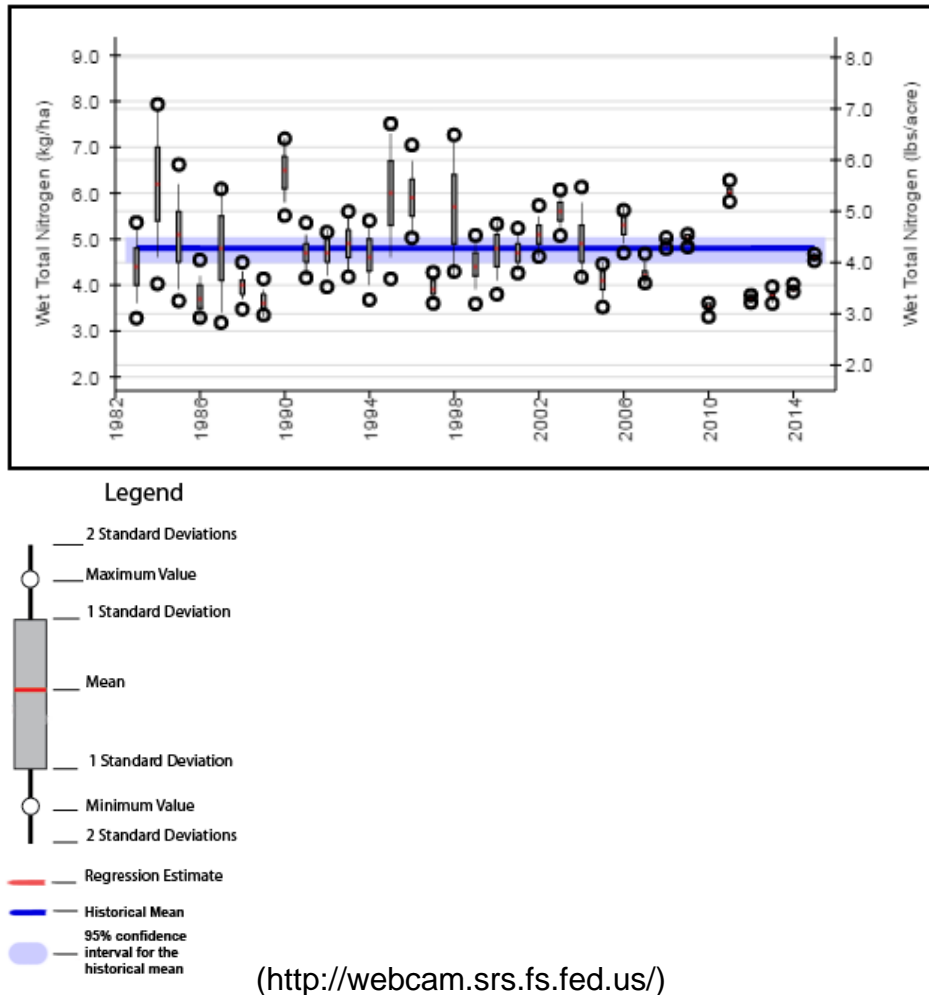 9.0
8.0
7.0
6.0
5.0
4.0
3.0
2.0
Wet Total Nitrogen (kg/ha)
8.0
7.0
6.0
5.0
4.0
3.0
2.0
Wet Total Nitrogen (lbs/acre)
1982
1986
1990
1994
1998
2002
2006
2010
2014
Legend
2 Standard Deviations
Maximum Value
1 Standard Deviation
Mean
1 Standard Deviation
Minimum Value
2 Standard Deviations
Regression Estimate
Historical Mean
95% confidence
interval for the
historical mean
(http://webcam.srs.fs.fed.us/)